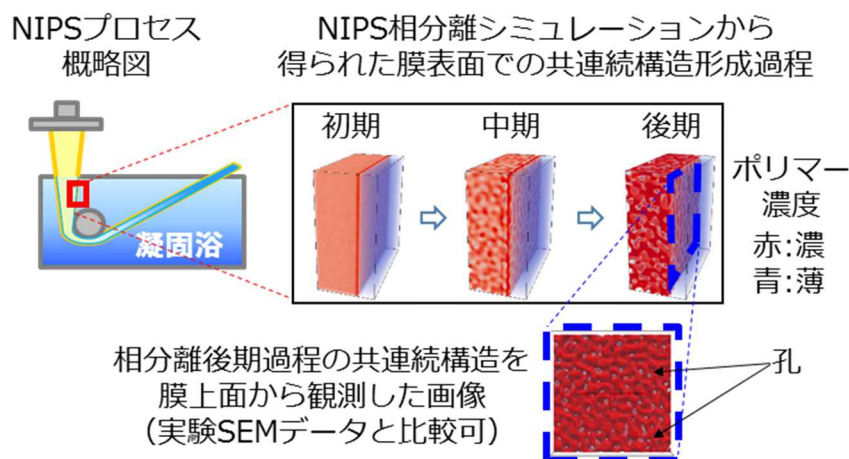 NIPSプロセス
概略図
NIPS相分離シミュレーションから
得られた膜表面での共連続構造形成過程
初期
中期
後期
凝固浴
ポリマー
濃度
赤:濃
青:薄
相分離後期過程の共連続構造を
膜上面から観測した画像
（実験SEMデータと比較可）
孔